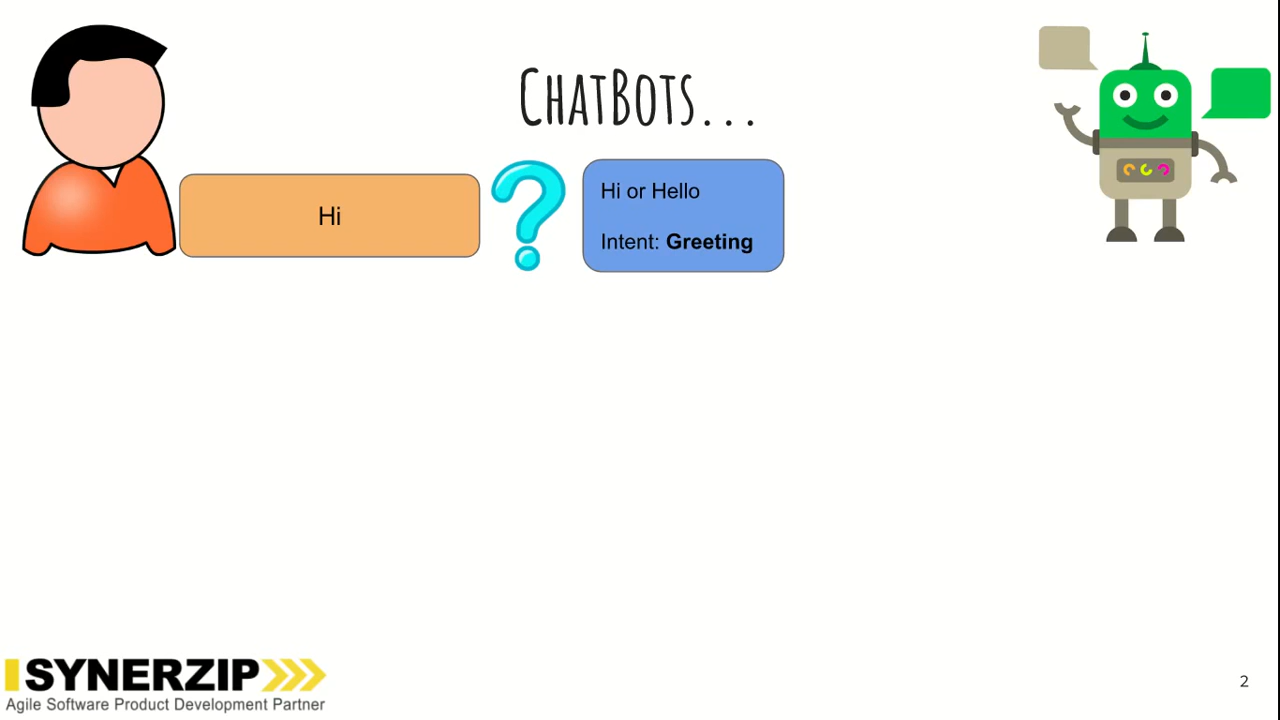 ChatBots...
Hi
Hi or Hello
Intent: Greeting
SYNERZIP
Agile Software Product Development Partner
2